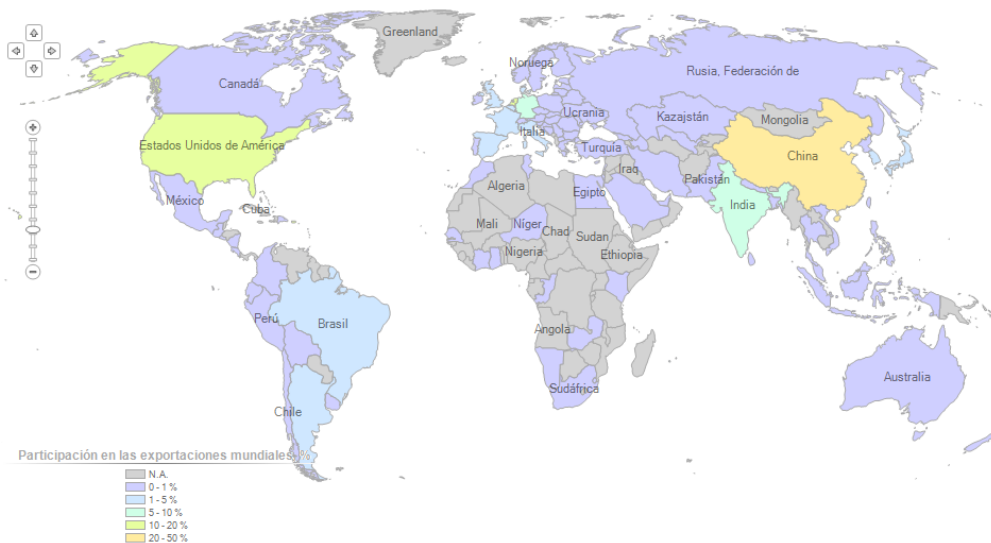 Greenland
Noruega
Rusia, Federación de
Canadá
Ucrania
Kazajstán
Mongolia
Italia
Estados Unidos de América
Turquía
China
Iraq
Pakistán
Algeria
Egipto
México
India
Cuba
Mali
Níger
Chad
Sudan
Nigeria
Ethiopia
Perú
Brasil
Angola
Australia
Sudáfrica
Chile
Participación en las exportaciones mundiales, %
N.A.
0 - 1 %
1 - 5 %
5 - 10 %
10 - 20 %
20 - 50 %